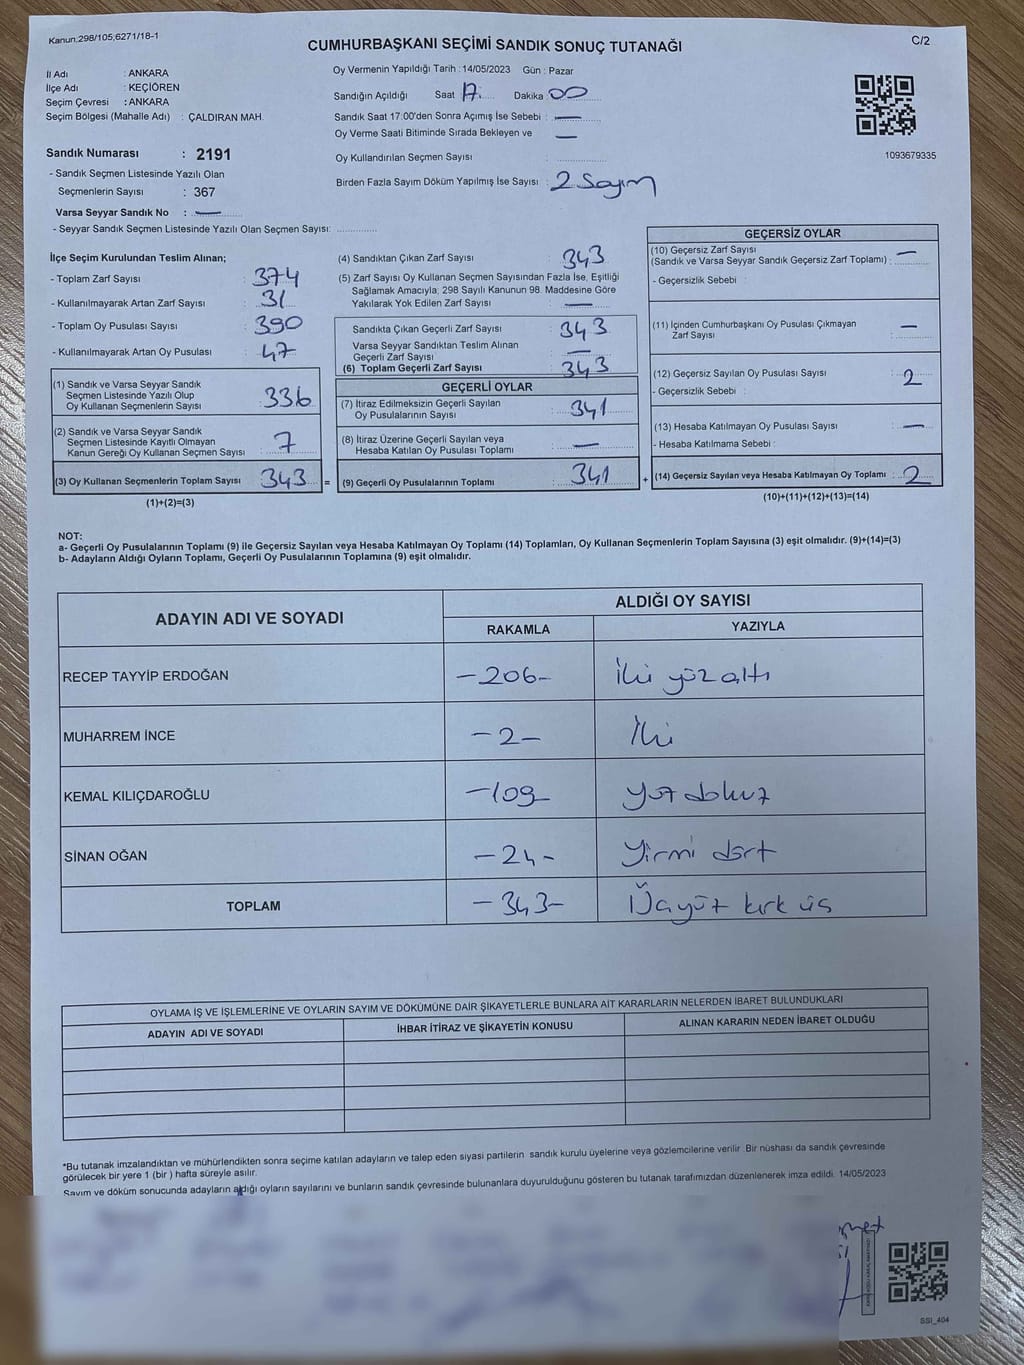 Kanun:298/105;6271/18-1
C/2
CUMHURBAŞKANI SEÇİMİ SANDIK SONUÇ TUTANAĞI
İl Adı : ANKARA
İlçe Adı : KEÇİÖREN
Seçim Çevresi : ANKARA
Seçim Bölgesi (Mahalle Adı) : ÇALDIRAN MAH.
Sandık Numarası : 2191
- Sandık Seçmen Listesinde Yazılı Olan
Seçmenlerin Sayısı : 367
Varsa Seyyar Sandık No : —
- Seyyar Sandık Seçmen Listesinde Yazılı Olan Seçmen Sayısı: ..............
Oy Vermenin Yapıldığı Tarih : 14/05/2023 Gün : Pazar
Sandığın Açıldığı Saat 17 Dakika 00
Sandık Saat 17:00'den Sonra Açımış İse Sebebi : —
Oy Verme Saati Bitiminde Sırada Bekleyen ve —
Oy Kullandırılan Seçmen Sayısı : ..............
Birden Fazla Sayım Döküm Yapılmış İse Sayısı : 2 Sayım
1093679335
İlçe Seçim Kurulundan Teslim Alınan;
- Toplam Zarf Sayısı : 374
- Kullanılmayarak Artan Zarf Sayısı : 31
- Toplam Oy Pusulası Sayısı : 390
- Kullanılmayarak Artan Oy Pusulası : 47
(1) Sandık ve Varsa Seyyar Sandık
Seçmen Listesinde Yazılı Olup
Oy Kullanan Seçmenlerin Sayısı : 336
(2) Sandık ve Varsa Seyyar Sandık
Seçmen Listesinde Kayıtlı Olmayan
Kanun Gereği Oy Kullanan Seçmen Sayısı : 7
(3) Oy Kullanan Seçmenlerin Toplam Sayısı : 343
(1)+(2)=(3)
(4) Sandıktan Çıkan Zarf Sayısı : 343
(5) Zarf Sayısı Oy Kullanan Seçmen Sayısından Fazla İse, Eşitliği
Sağlamak Amacıyla; 298 Sayılı Kanunun 98. Maddesine Göre
Yakılarak Yok Edilen Zarf Sayısı : —
Sandıkta Çıkan Geçerli Zarf Sayısı : 343
Varsa Seyyar Sandıktan Teslim Alınan
Geçerli Zarf Sayısı : —
(6) Toplam Geçerli Zarf Sayısı : 343
GEÇERLİ OYLAR
(7) İtiraz Edilmeksizin Geçerli Sayılan
Oy Pusulalarının Sayısı : 341
(8) İtiraz Üzerine Geçerli Sayılan veya
Hesaba Katılan Oy Pusulası Toplamı : —
= (9) Geçerli Oy Pusulalarının Toplamı : 341
GEÇERSİZ OYLAR
(10) Geçersiz Zarf Sayısı
(Sandık ve Varsa Seyyar Sandık Geçersiz Zarf Toplamı) : —
- Geçersizlik Sebebi :
(11) İçinden Cumhurbaşkanı Oy Pusulası Çıkmayan
Zarf Sayısı : —
(12) Geçersiz Sayılan Oy Pusulası Sayısı : 2
- Geçersizlik Sebebi :
(13) Hesaba Katılmayan Oy Pusulası Sayısı : —
- Hesaba Katılmama Sebebi :
+ (14) Geçersiz Sayılan veya Hesaba Katılmayan Oy Toplamı : 2
(10)+(11)+(12)+(13)=(14)
NOT:
a- Geçerli Oy Pusulalarının Toplamı (9) ile Geçersiz Sayılan veya Hesaba Katılmayan Oy Toplamı (14) Toplamları, Oy Kullanan Seçmenlerin Toplam Sayısına (3) eşit olmalıdır. (9)+(14)=(3)
b- Adayların Aldığı Oyların Toplamı, Geçerli Oy Pusulalarının Toplamına (9) eşit olmalıdır.
ADAYIN ADI VE SOYADI
ALDIĞI OY SAYISI
RAKAMLA YAZIYLA
RECEP TAYYİP ERDOĞAN -206- İki yüz altı
MUHARREM İNCE -2- İki
KEMAL KILIÇDAROĞLU -109- yüz dokuz
SİNAN OĞAN -24- Yirmi dört
TOPLAM -343- Üçyüz kırk üç
OYLAMA İŞ VE İŞLEMLERİNE VE OYLARIN SAYIM VE DÖKÜMÜNE DAİR ŞİKAYETLERLE BUNLARA AİT KARARLARIN NELERDEN İBARET BULUNDUKLARI
ADAYIN ADI VE SOYADI İHBAR İTİRAZ VE ŞİKAYETİN KONUSU ALINAN KARARIN NEDEN İBARET OLDUĞU
*Bu tutanak imzalandıktan ve mühürlendikten sonra seçime katılan adayların ve talep eden siyasi partilerin sandık kurulu üyelerine veya gözlemcilerine verilir. Bir nüshası da sandık çevresinde
görülecek bir yere 1 (bir) hafta süreyle asılır.
Sayım ve döküm sonucunda adayların aldığı oyların sayılarını ve bunların sandık çevresinde bulunanlara duyurulduğunu gösteren bu tutanak tarafımızdan düzenlenerek imza edildi. 14/05/2023
SSI_404